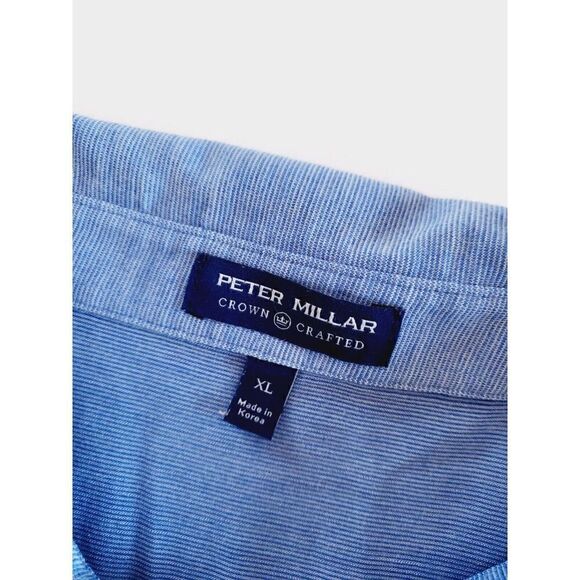 PETER MILLAR
CROWN CRAFTED
XL
Made in
Korea